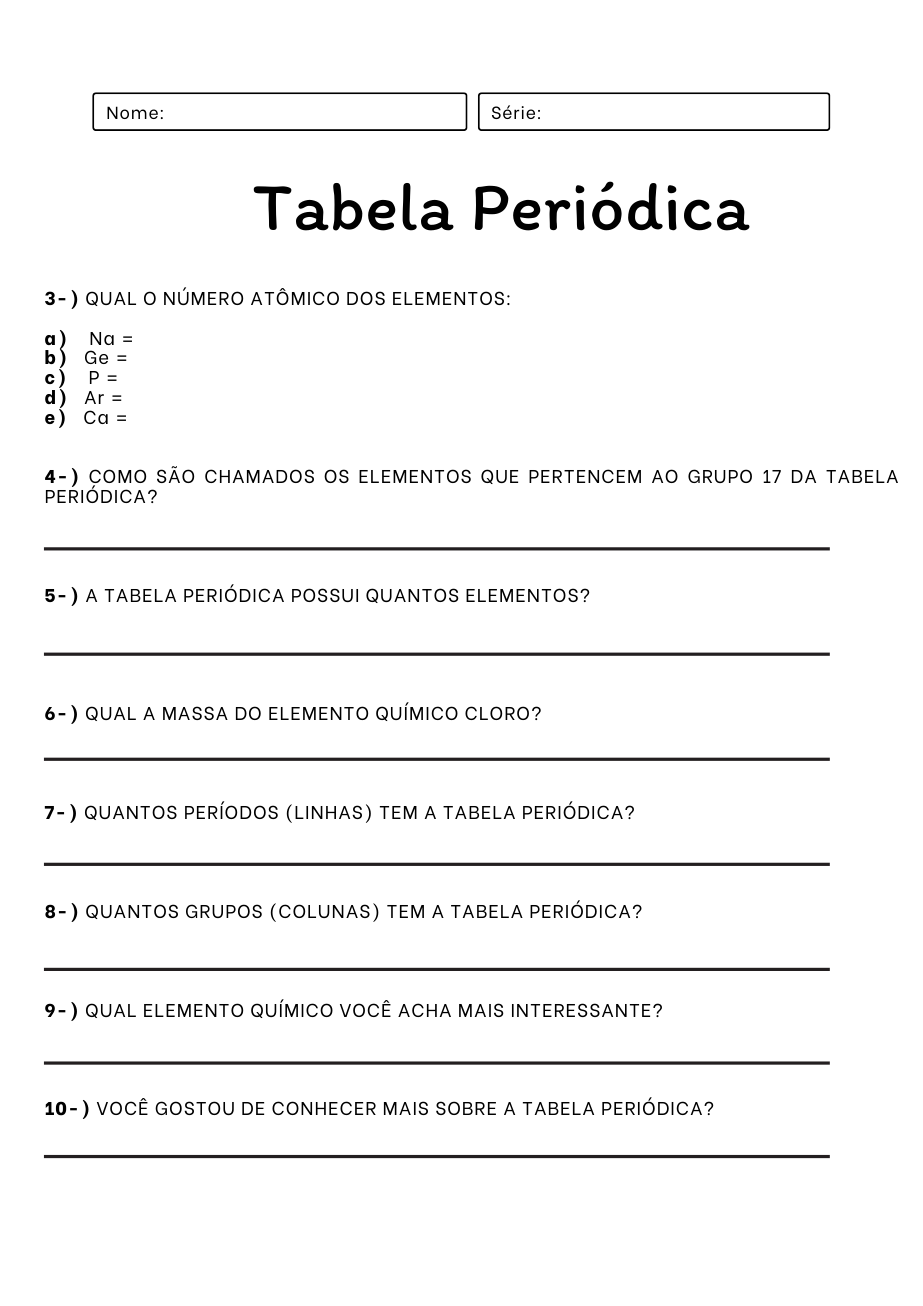 Nome:
Série:
Tabela Periódica
3-) QUAL O NÚMERO ATÔMICO DOS ELEMENTOS:
a) Na =
b) Ge =
c) P =
d) Ar =
e) Ca =
4-) COMO SÃO CHAMADOS OS ELEMENTOS QUE PERTENCEM AO GRUPO 17 DA TABELA
PERIÓDICA?
5-) A TABELA PERIÓDICA POSSUI QUANTOS ELEMENTOS?
6-) QUAL A MASSA DO ELEMENTO QUÍMICO CLORO?
7-) QUANTOS PERÍODOS (LINHAS) TEM A TABELA PERIÓDICA?
8-) QUANTOS GRUPOS (COLUNAS) TEM A TABELA PERIÓDICA?
9-) QUAL ELEMENTO QUÍMICO VOCÊ ACHA MAIS INTERESSANTE?
10-) VOCÊ GOSTOU DE CONHECER MAIS SOBRE A TABELA PERIÓDICA?